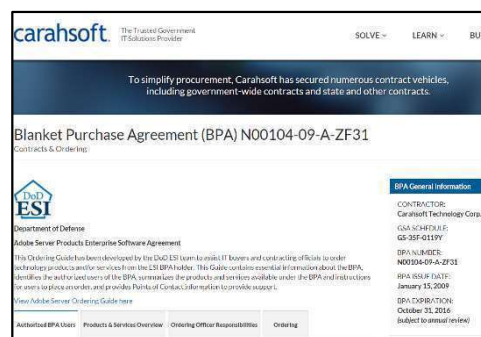 carahsoft.
The Trusted Government
IT Solutions Provider
SOLVE
LEARN
BU
To simplify procurement, Carahsoft has secured numerous contract vehicles,
including government-wide contracts and state and other contracts.
Blanket Purchase Agreement (BPA) N00104-09-A-ZF31
Contracts & Ordering
DoD
ESI
Department of Defense
Adobe Server Products Enterprise Software Agreement
This Ordering Guide has been developed by the DoD ESI team to assist IT buyers and contracting officials to order
technology products and/or services from the ESI BPA holder. This Guide contains essential information about the BPA,
identifies the authorized users of the BPA, summarizes the products and services available under the BPA and instructions
for users to place an order, and provides Points of Contact information to provide support.
View Adobe Server Ordering Guide here
Authorized BPA Users
Products & Services Overview
Ordering Officer Responsibilities
Ordering
BPA General Information
CONTRACTOR:
Carahsoft Technology Corp.
GSA SCHEDULE:
GS-35F-0119Y
BPA NUMBER:
N00104-09-A-ZF31
BPA ISSUE DATE:
January 15, 2009
BPA EXPIRATION:
October 31, 2016
(subject to annual review)